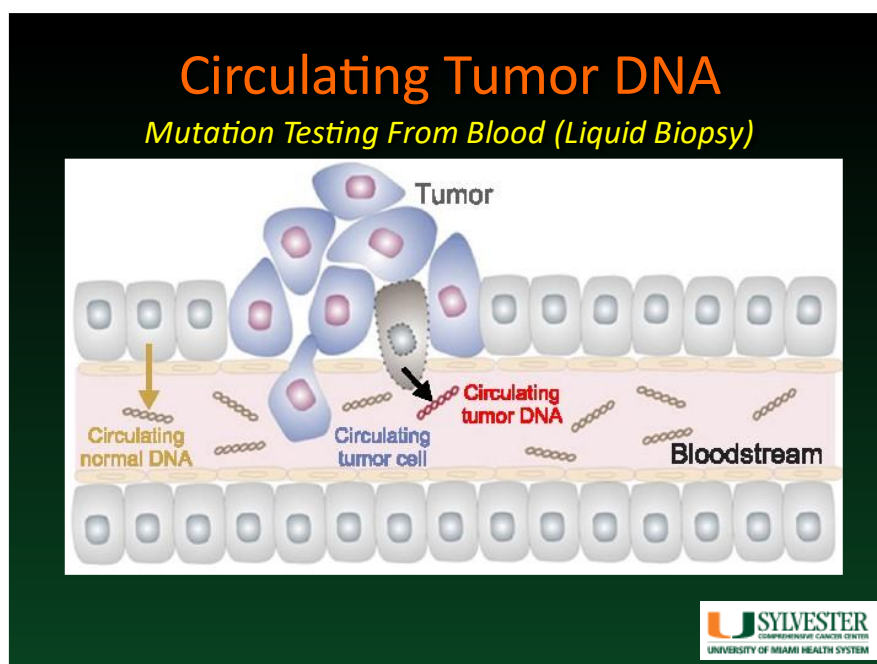 Circulating Tumor DNA
Mutation Testing From Blood (Liquid Biopsy)
Tumor
Circulating
tumor DNA
Circulating
normal DNA
Circulating
tumor cell
Bloodstream
SYLVESTER
COMPREHENSIVE CANCER CENTER
UNIVERSITY OF MIAMI HEALTH SYSTEM